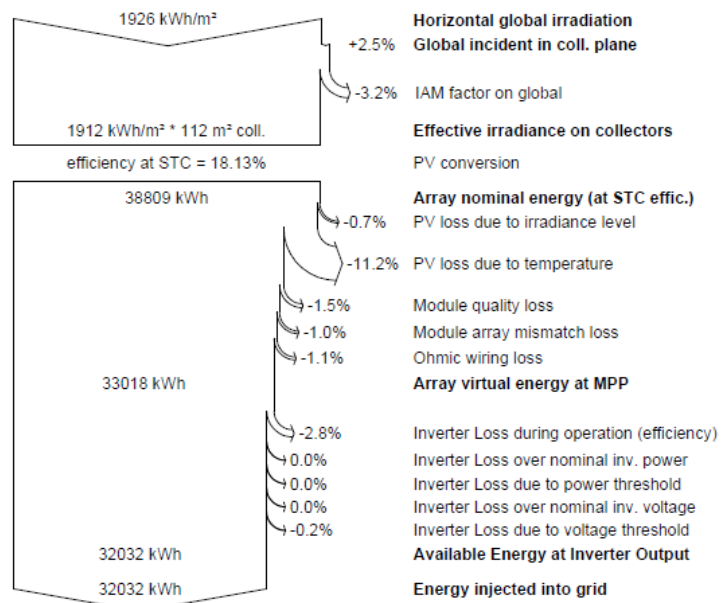 1926 kWh/m² Horizontal global irradiation
+2.5% Global incident in coll. plane
-3.2% IAM factor on global
1912 kWh/m² * 112 m² coll. Effective irradiance on collectors
efficiency at STC = 18.13% PV conversion
38809 kWh Array nominal energy (at STC effic.)
-0.7% PV loss due to irradiance level
-11.2% PV loss due to temperature
-1.5% Module quality loss
-1.0% Module array mismatch loss
-1.1% Ohmic wiring loss
33018 kWh Array virtual energy at MPP
-2.8% Inverter Loss during operation (efficiency)
0.0% Inverter Loss over nominal inv. power
0.0% Inverter Loss due to power threshold
0.0% Inverter Loss over nominal inv. voltage
-0.2% Inverter Loss due to voltage threshold
32032 kWh Available Energy at Inverter Output
32032 kWh Energy injected into grid